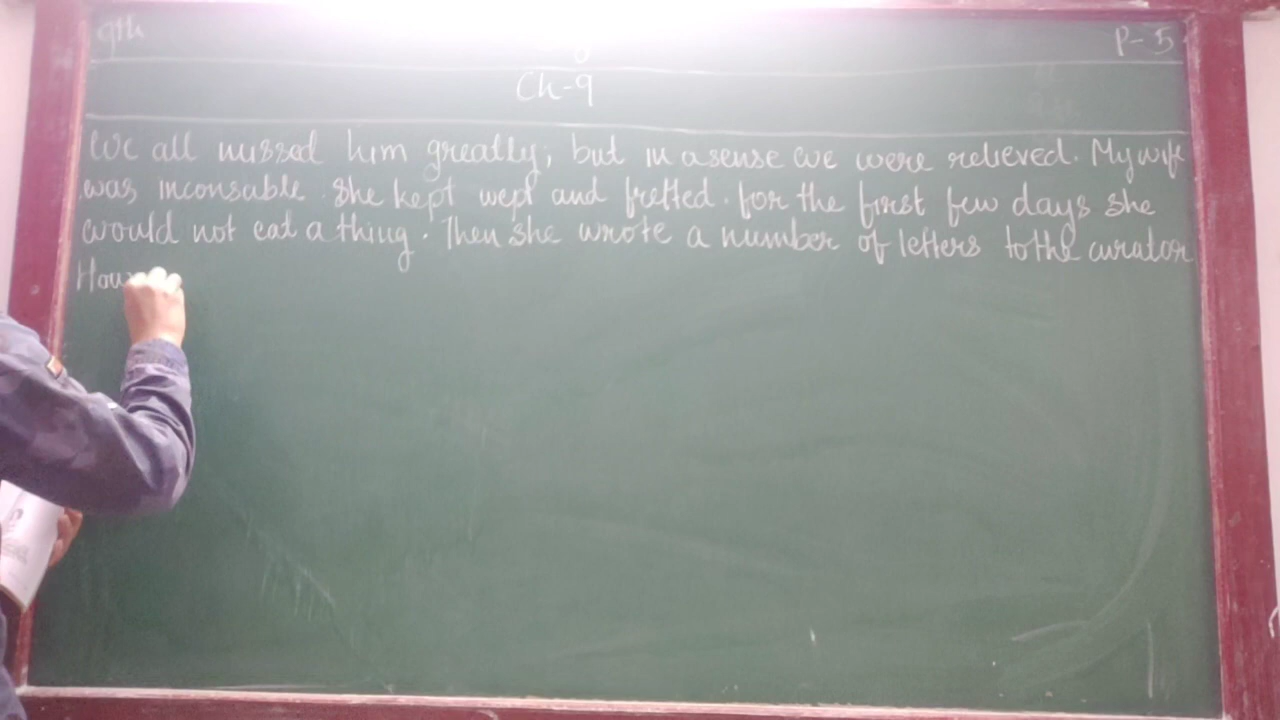 9th
P-5
Ch-9
We all missed him greatly; but in a sense we were relieved. My wife
was inconsable. She kept wept and fretted. for the first few days she
would not eat a thing. Then she wrote a number of letters to the curator
How